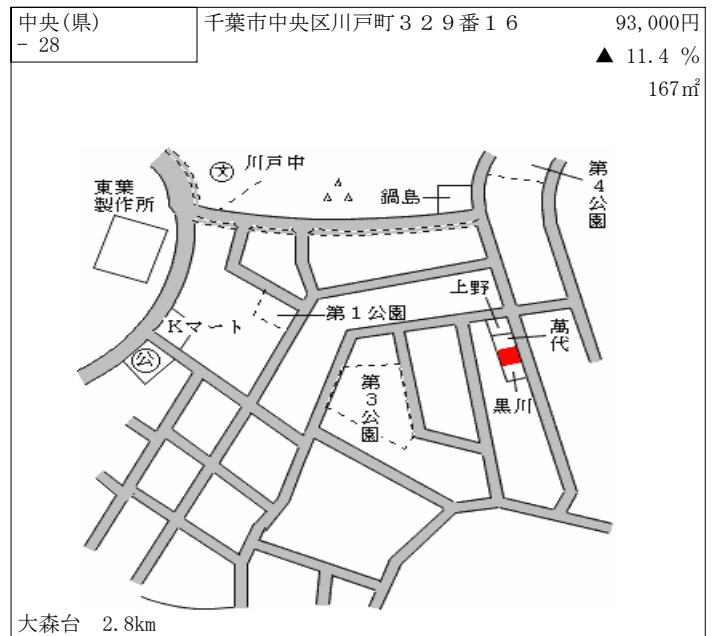 中央(県)
- 28
千葉市中央区川戸町３２９番１６
93,000円
▲ 11.4 %
167㎡
文
川戸中
東葉
製作所
鍋島
第4公園
上野
第1公園
Kマート
萬代
公
第3公園
黒川
大森台 2.8km